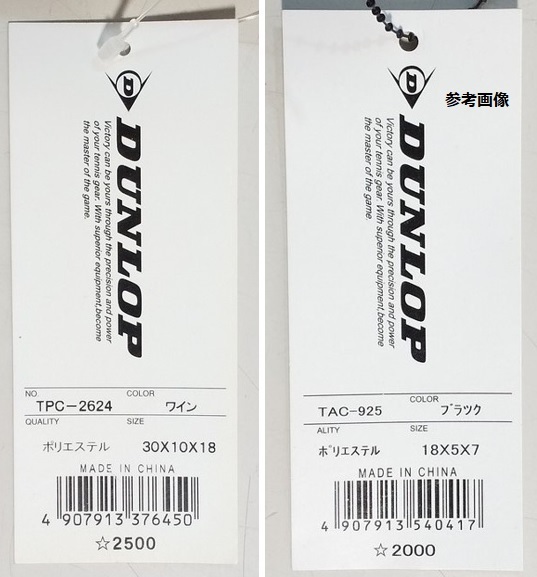 DUNLOP
Victory can be yours through the precision and power
of your tennis gear. With superior equipment,become
the master of the game.
NO. COLOR
TPC-2624 ワイン
QUALITY SIZE
ポリエステル 30X10X18
MADE IN CHINA
4 907913 376450
☆2500
参考画像
DUNLOP
Victory can be yours through the precision and power
of your tennis gear. With superior equipment,become
the master of the game.
COLOR
TAC-925 ブラック
ALITY SIZE
ポリエステル 18X5X7
MADE IN CHINA
4 907913 540417
☆2000